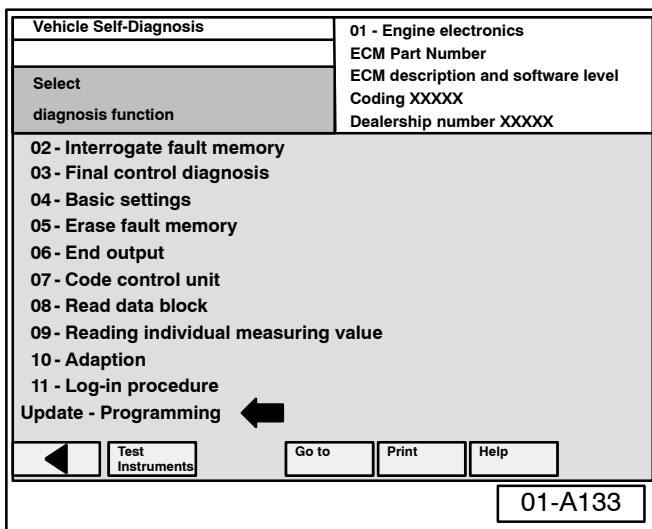 Vehicle Self-Diagnosis
01 - Engine electronics
ECM Part Number
ECM description and software level
Coding XXXXX
Dealership number XXXXX
Select
diagnosis function
02 - Interrogate fault memory
03 - Final control diagnosis
04 - Basic settings
05 - Erase fault memory
06 - End output
07 - Code control unit
08 - Read data block
09 - Reading individual measuring value
10 - Adaption
11 - Log-in procedure
Update - Programming
Test
Instruments
Go to
Print
Help
01-A133